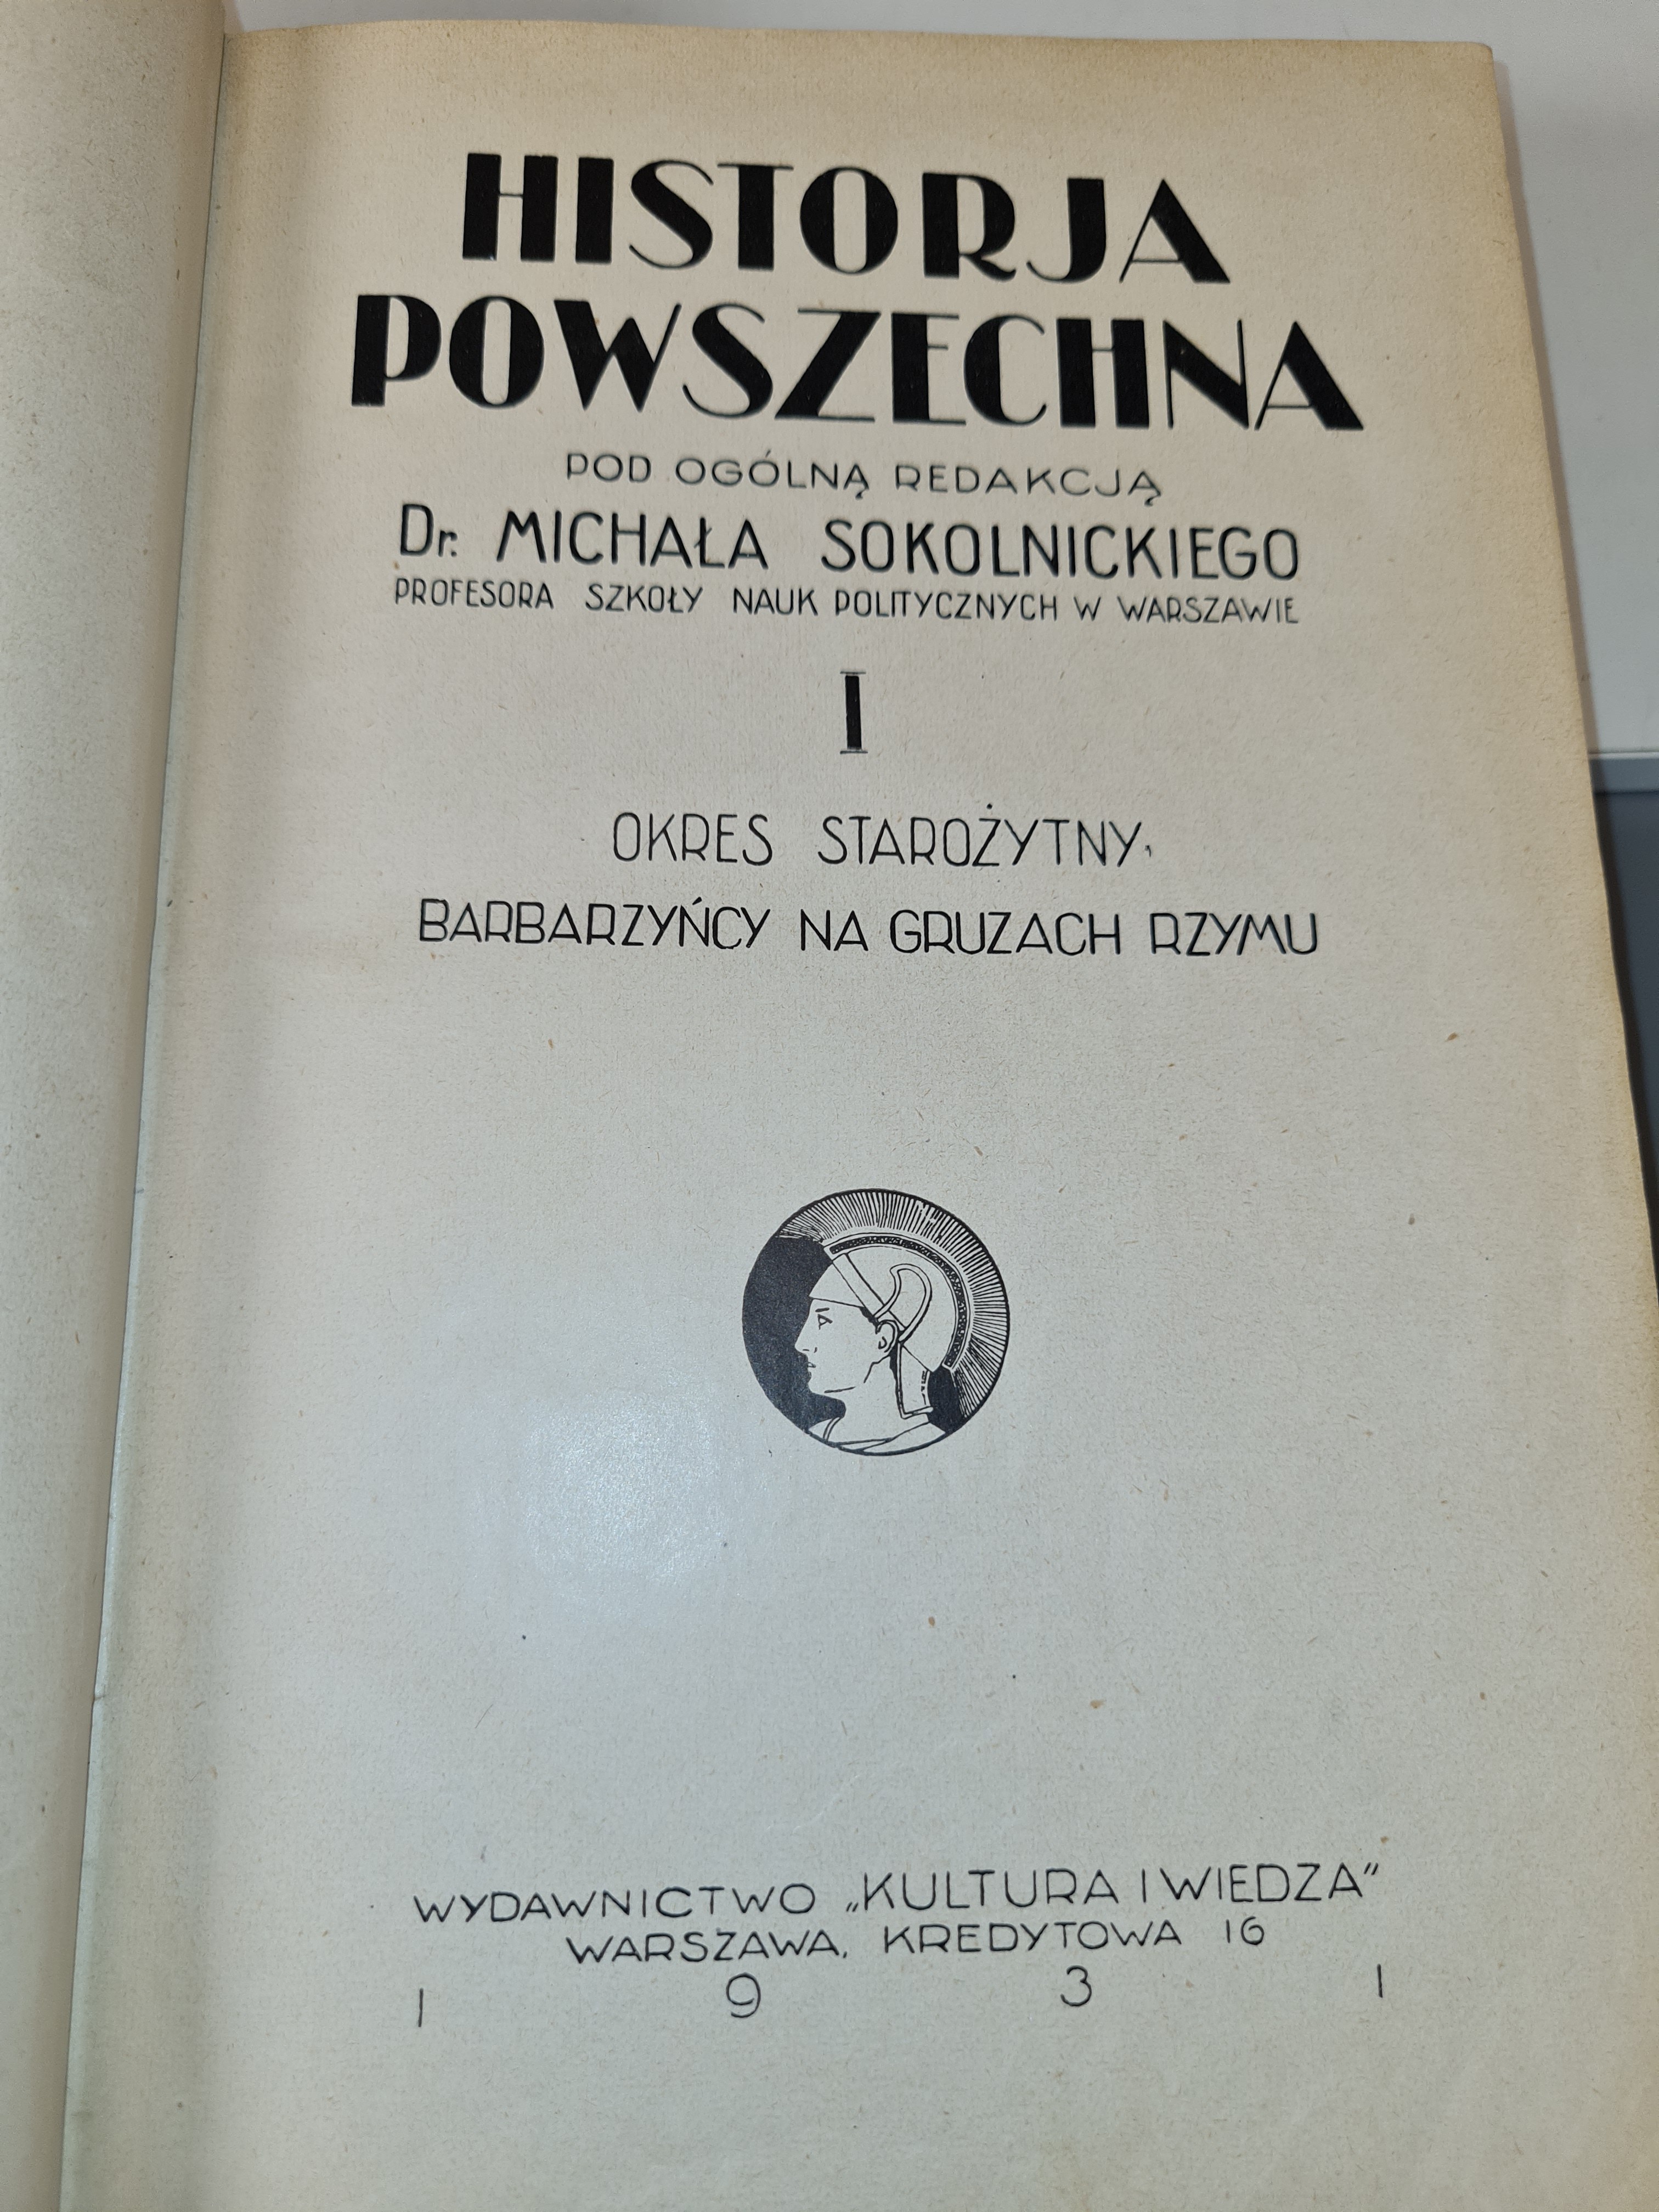 HISTORJA
POWSZECHNA
POD OGÓLNĄ REDAKCJĄ
Dr. MICHAŁA SOKOLNICKIEGO
PROFESORA SZKOŁY NAUK POLITYCZNYCH W WARSZAWIE
I
OKRES STAROŻYTNY,
BARBARZYŃCY NA GRUZACH RZYMU
WYDAWNICTWO „KULTURA I WIEDZA"
WARSZAWA, KREDYTOWA 16
1 9 3 1